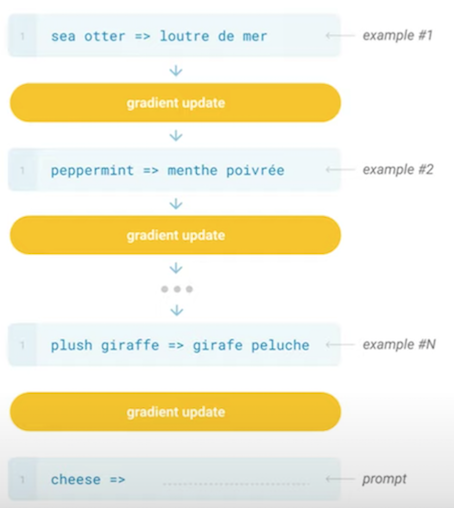 1 sea otter => loutre de mer example #1
gradient update
1 peppermint => menthe poivrée example #2
gradient update
1 plush giraffe => girafe peluche example #N
gradient update
1 cheese => prompt